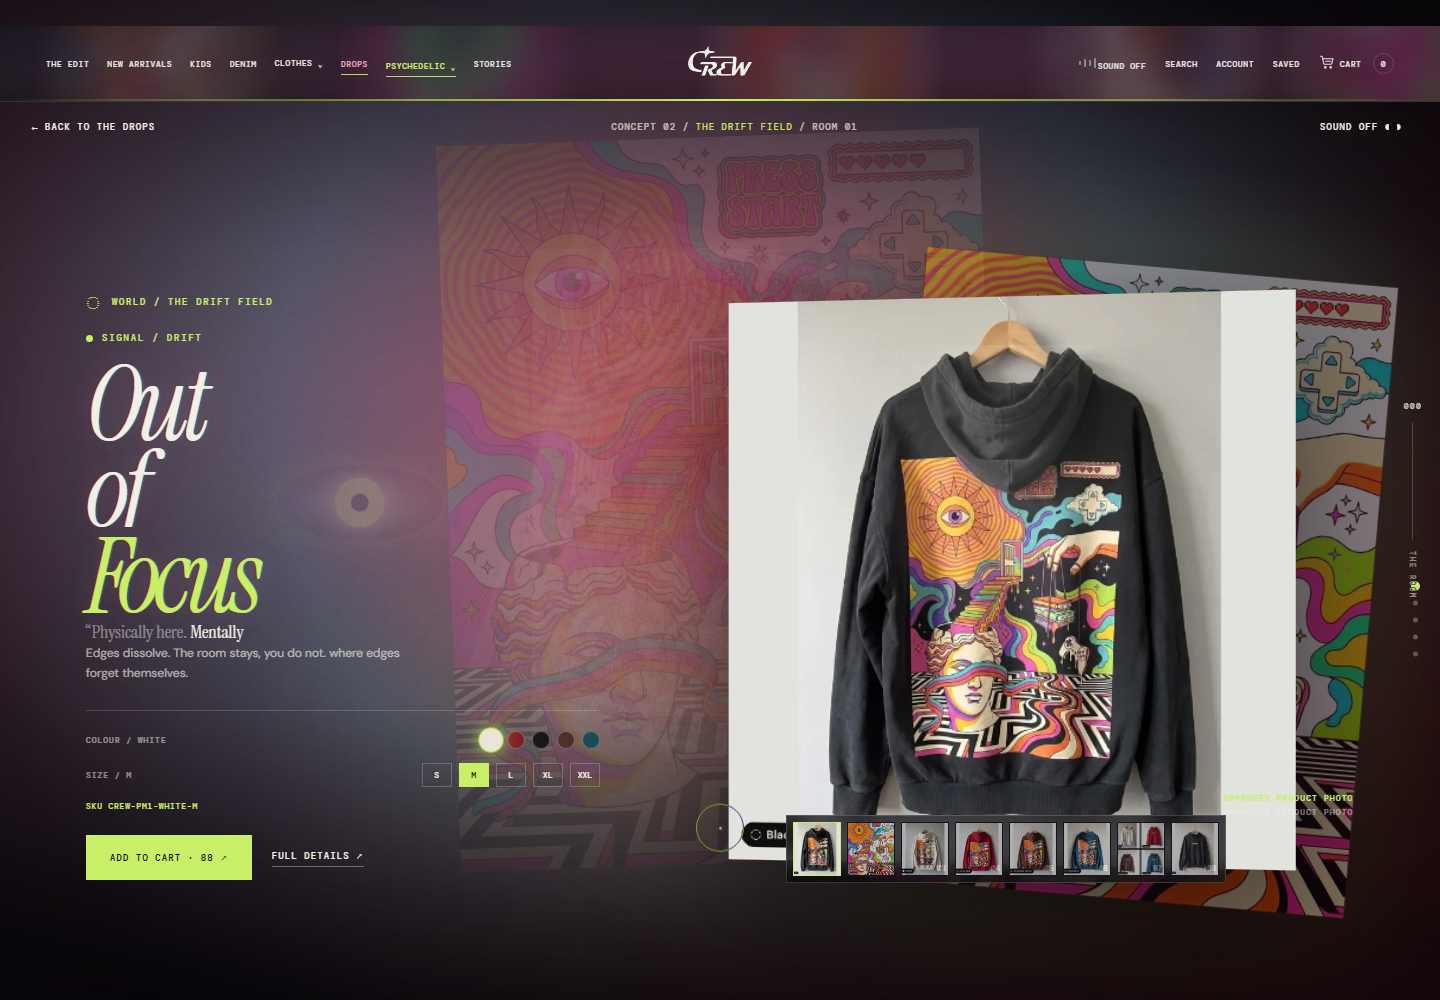 THE EDIT
NEW ARRIVALS
KIDS
DENIM
CLOTHES
DROPS
PSYCHEDELIC
STORIES
CREW
SOUND OFF
SEARCH
ACCOUNT
SAVED
CART
0
← BACK TO THE DROPS
CONCEPT 02 / THE DRIFT FIELD / ROOM 01
SOUND OFF
PRESS
START
WORLD / THE DRIFT FIELD
SIGNAL / DRIFT
Out
of
Focus
“Physically here. Mentally
Edges dissolve. The room stays, you do not. where edges
forget themselves.
COLOUR / WHITE
SIZE / M
S
M
L
XL
XXL
SKU CREW-PM1-WHITE-M
ADD TO CART · 88 ↗
FULL DETAILS ↗
000
THE ROOM
APPROVED PRODUCT PHOTO
APPROVED PRODUCT PHOTO